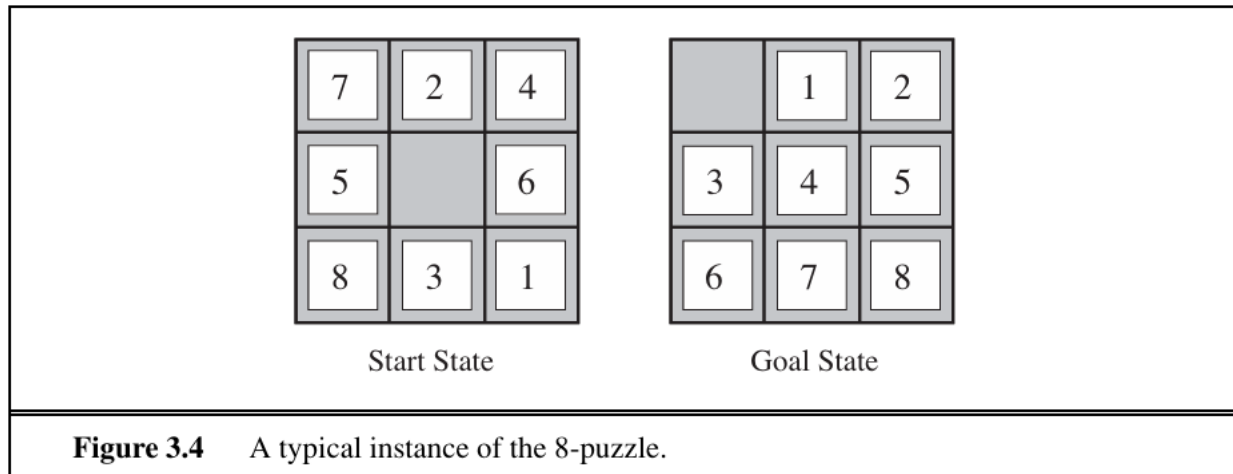 7 2 4 1 2
5 6 3 4 5
8 3 1 6 7 8
Start State Goal State
Figure 3.4 A typical instance of the 8-puzzle.